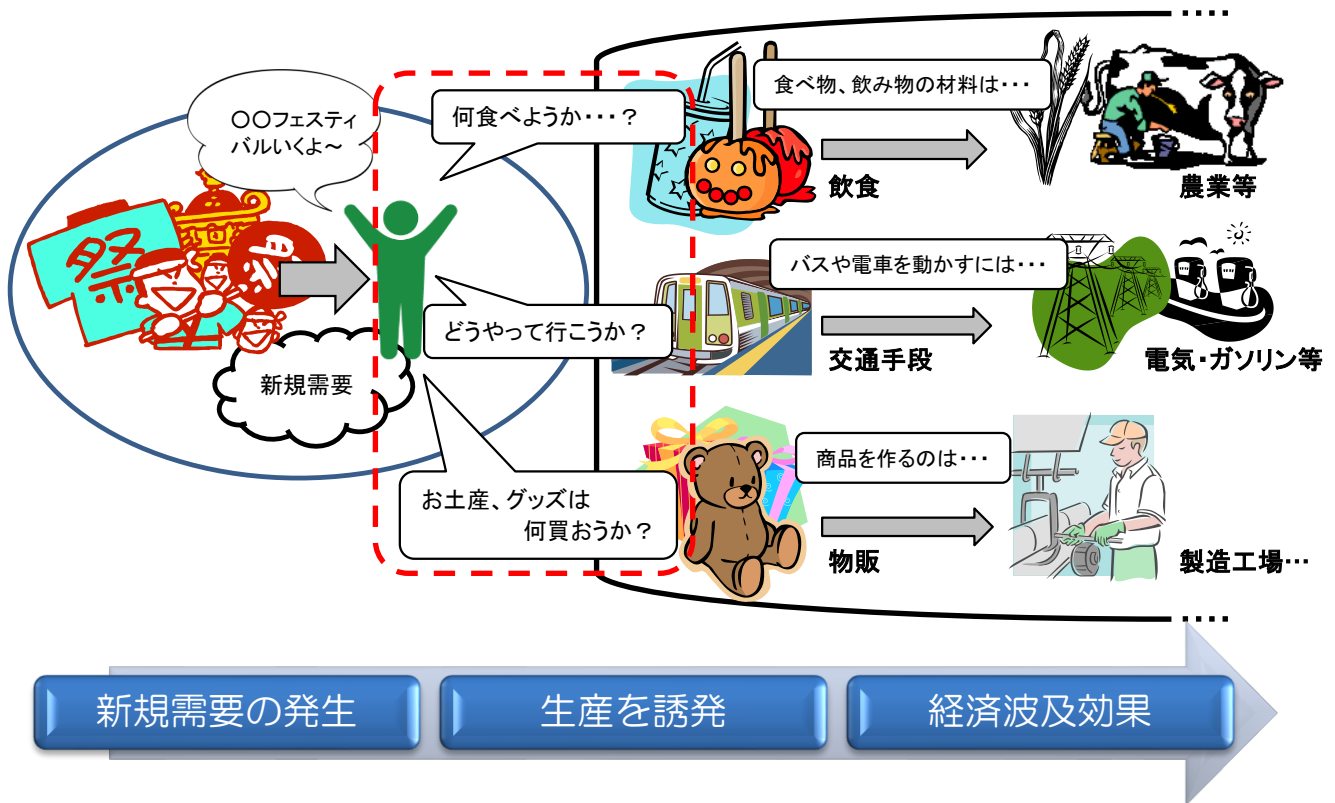 〇〇フェスティ
バルいくよ～
祭
新規需要
何食べようか・・・？
どうやって行こうか？
お土産、グッズは
何買おうか？
食べ物、飲み物の材料は・・・
飲食
農業等
バスや電車を動かすには・・・
交通手段
電気・ガソリン等
商品を作るのは・・・
物販
製造工場…
新規需要の発生
生産を誘発
経済波及効果